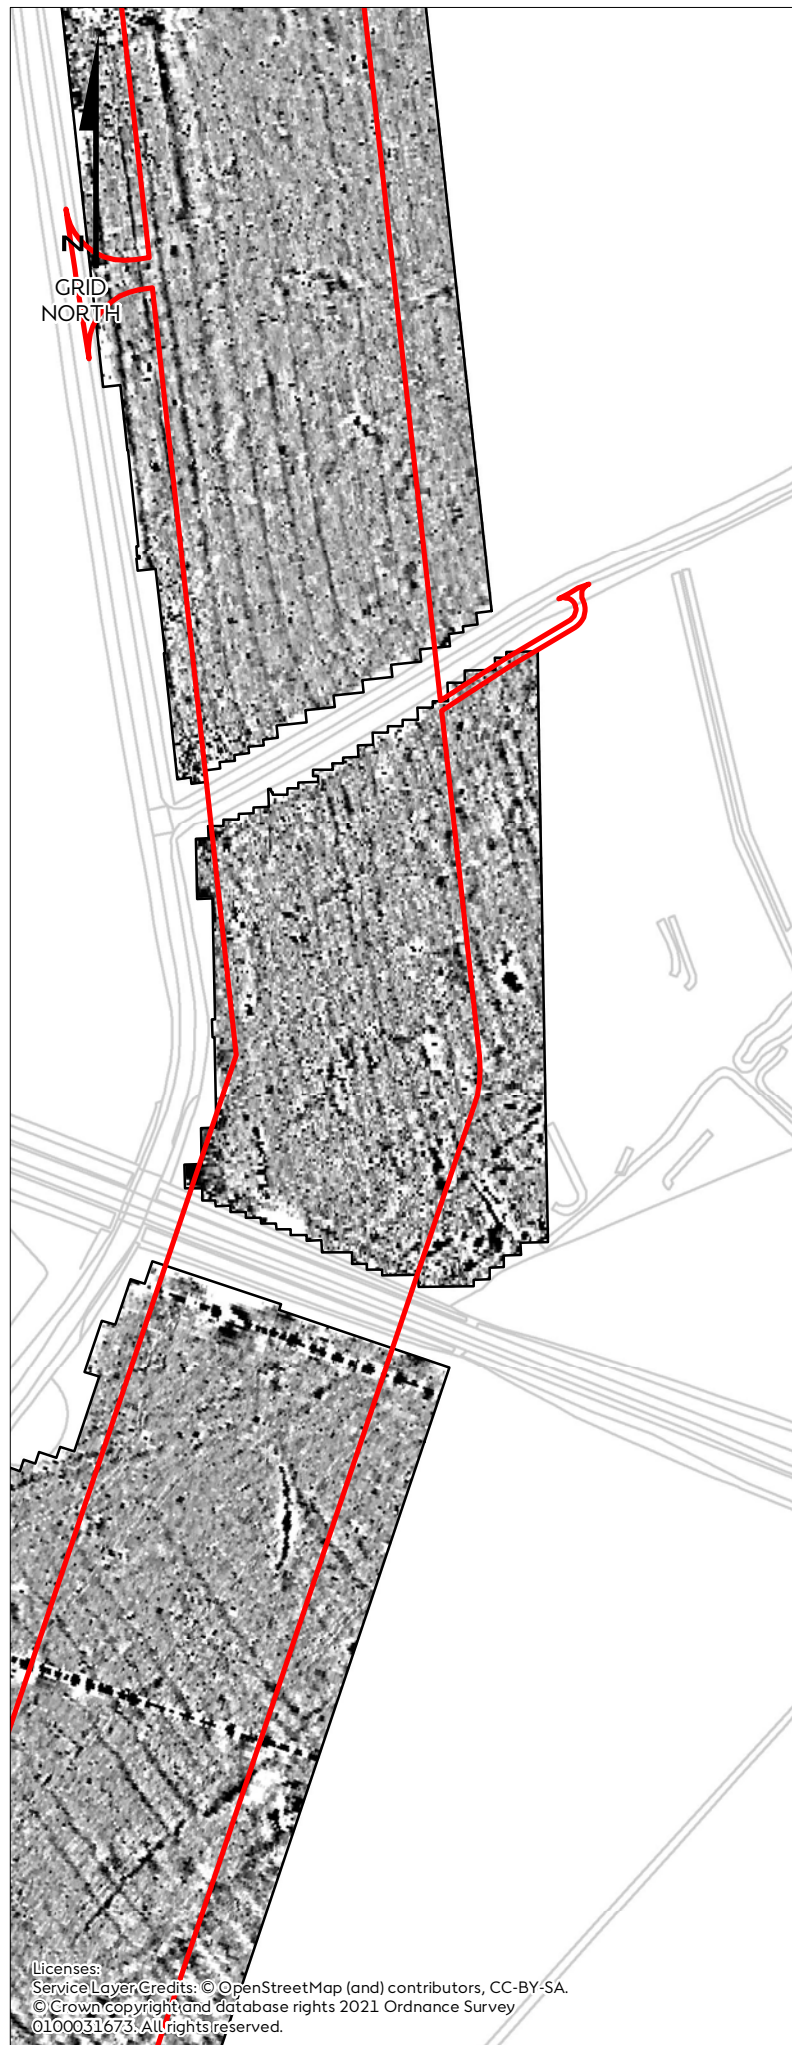 N
GRID
NORTH
Licenses:
Service Layer Credits: © OpenStreetMap (and) contributors, CC-BY-SA.
© Crown copyright and database rights 2021 Ordnance Survey
0100031673. All rights reserved.